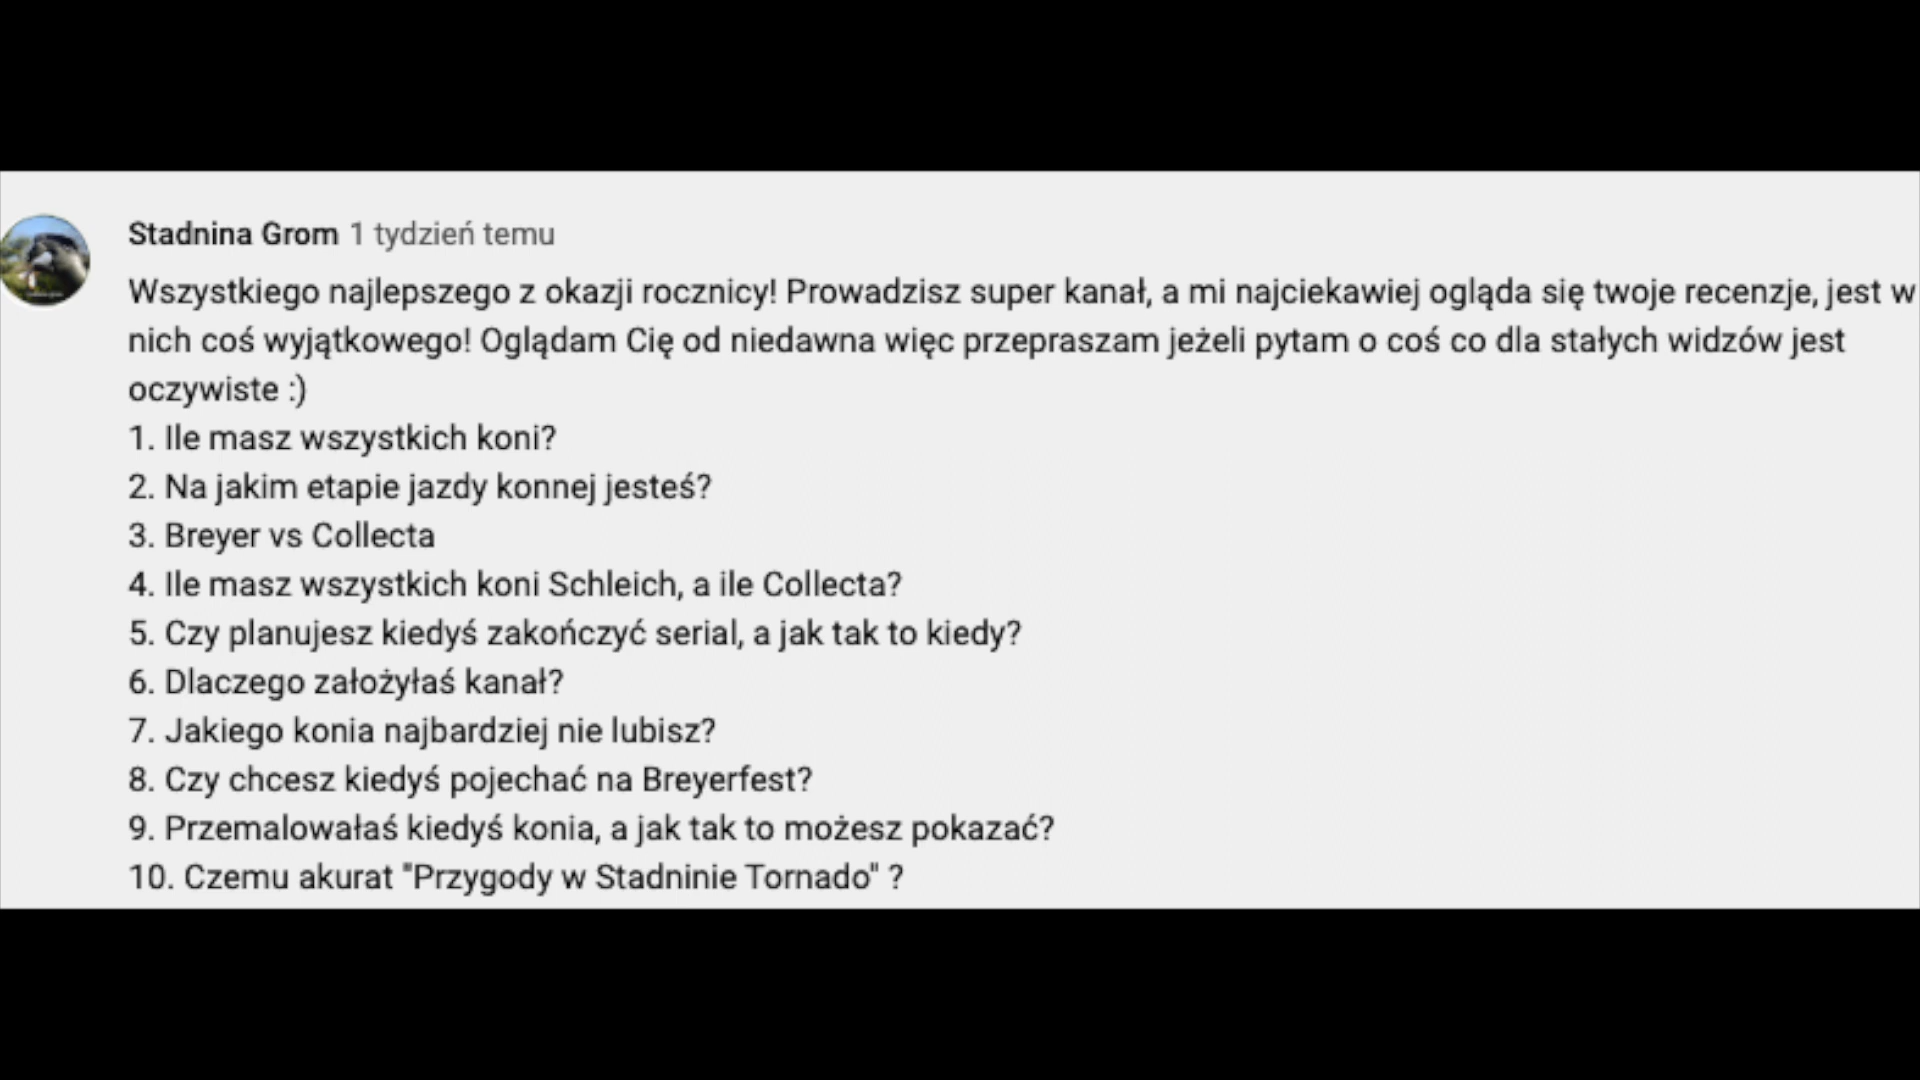 Stadnina Grom 1 tydzień temu
Wszystkiego najlepszego z okazji rocznicy! Prowadzisz super kanał, a mi najciekawiej ogląda się twoje recenzje, jest w
nich coś wyjątkowego! Oglądam Cię od niedawna więc przepraszam jeżeli pytam o coś co dla stałych widzów jest
oczywiste :)
1. Ile masz wszystkich koni?
2. Na jakim etapie jazdy konnej jesteś?
3. Breyer vs Collecta
4. Ile masz wszystkich koni Schleich, a ile Collecta?
5. Czy planujesz kiedyś zakończyć serial, a jak tak to kiedy?
6. Dlaczego założyłaś kanał?
7. Jakiego konia najbardziej nie lubisz?
8. Czy chcesz kiedyś pojechać na Breyerfest?
9. Przemalowałaś kiedyś konia, a jak tak to możesz pokazać?
10. Czemu akurat "Przygody w Stadninie Tornado" ?